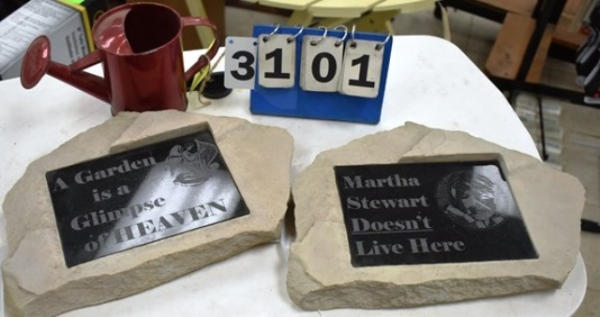 3101
A Garden
is a
Glimpse
of HEAVEN
Martha
Stewart
Doesn't
Live Here